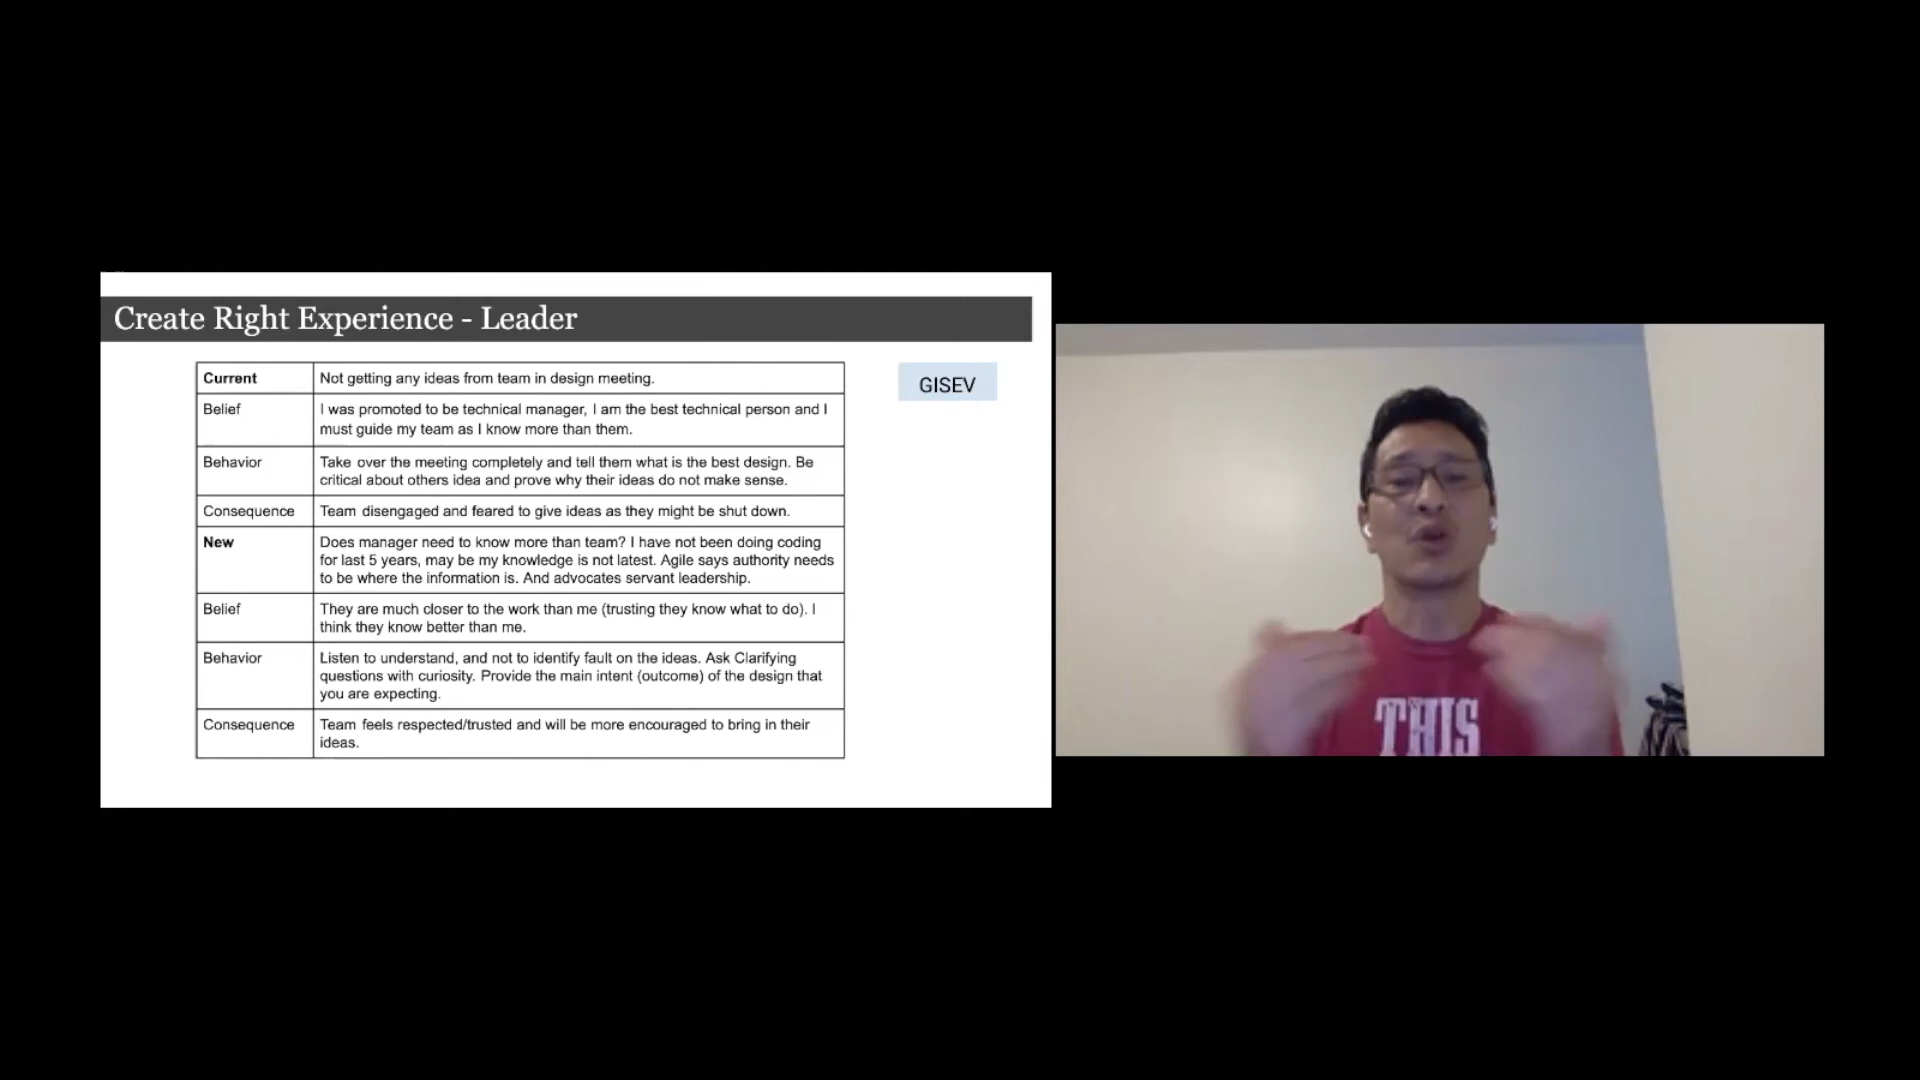 Create Right Experience - Leader
GISEV
Current
Not getting any ideas from team in design meeting.
Belief
I was promoted to be technical manager, I am the best technical person and I
must guide my team as I know more than them.
Behavior
Take over the meeting completely and tell them what is the best design. Be
critical about others idea and prove why their ideas do not make sense.
Consequence
Team disengaged and feared to give ideas as they might be shut down.
New
Does manager need to know more than team? I have not been doing coding
for last 5 years, may be my knowledge is not latest. Agile says authority needs
to be where the information is. And advocates servant leadership.
Belief
They are much closer to the work than me (trusting they know what to do). I
think they know better than me.
Behavior
Listen to understand, and not to identify fault on the ideas. Ask Clarifying
questions with curiosity. Provide the main intent (outcome) of the design that
you are expecting.
Consequence
Team feels respected/trusted and will be more encouraged to bring in their
ideas.
THIS